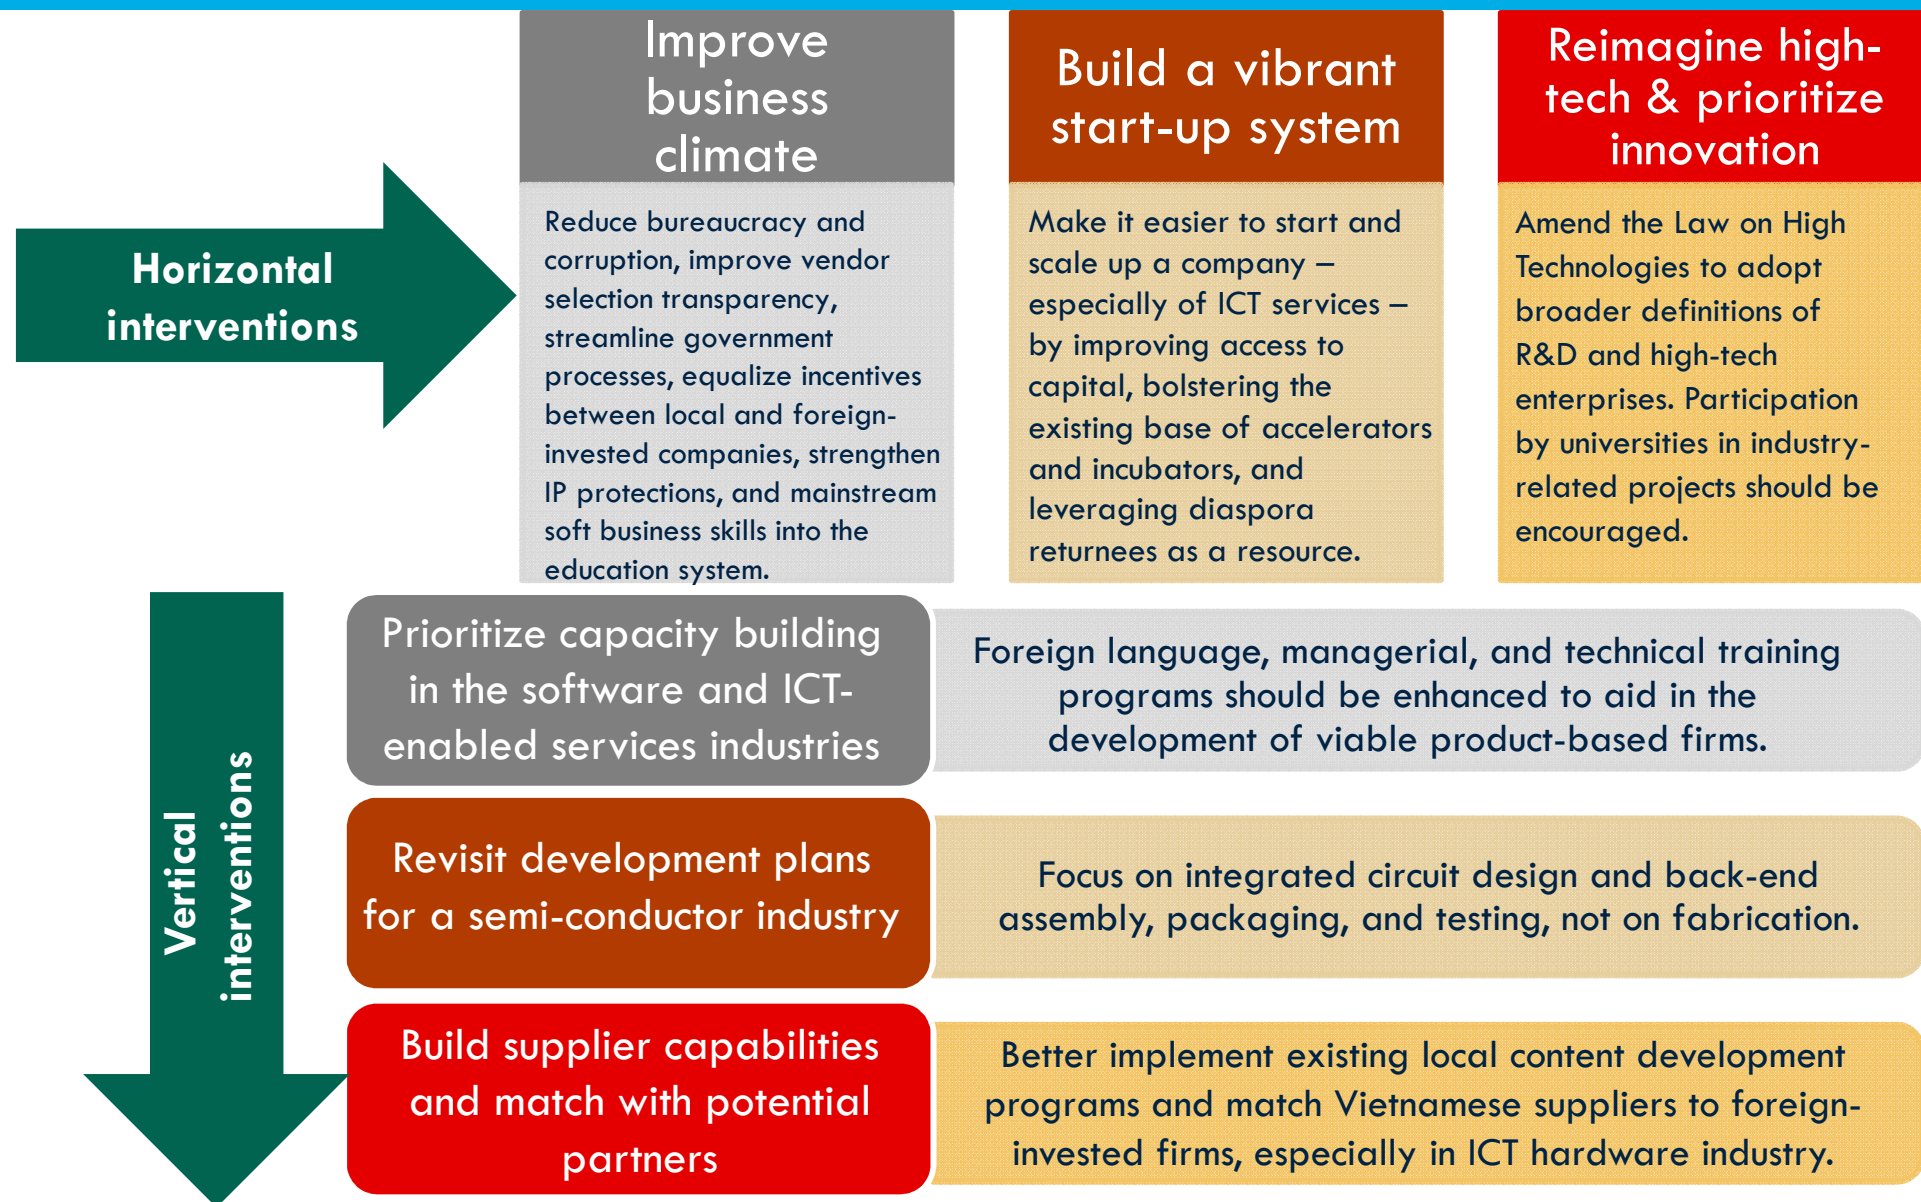 Horizontal
interventions
Improve
business
climate
Reduce bureaucracy and
corruption, improve vendor
selection transparency,
streamline government
processes, equalize incentives
between local and foreign-
invested companies, strengthen
IP protections, and mainstream
soft business skills into the
education system.
Build a vibrant
start-up system
Make it easier to start and
scale up a company –
especially of ICT services –
by improving access to
capital, bolstering the
existing base of accelerators
and incubators, and
leveraging diaspora
returnees as a resource.
Reimagine high-
tech & prioritize
innovation
Amend the Law on High
Technologies to adopt
broader definitions of
R&D and high-tech
enterprises. Participation
by universities in industry-
related projects should be
encouraged.
Vertical
interventions
Prioritize capacity building
in the software and ICT-
enabled services industries
Foreign language, managerial, and technical training
programs should be enhanced to aid in the
development of viable product-based firms.
Revisit development plans
for a semi-conductor industry
Focus on integrated circuit design and back-end
assembly, packaging, and testing, not on fabrication.
Build supplier capabilities
and match with potential
partners
Better implement existing local content development
programs and match Vietnamese suppliers to foreign-
invested firms, especially in ICT hardware industry.